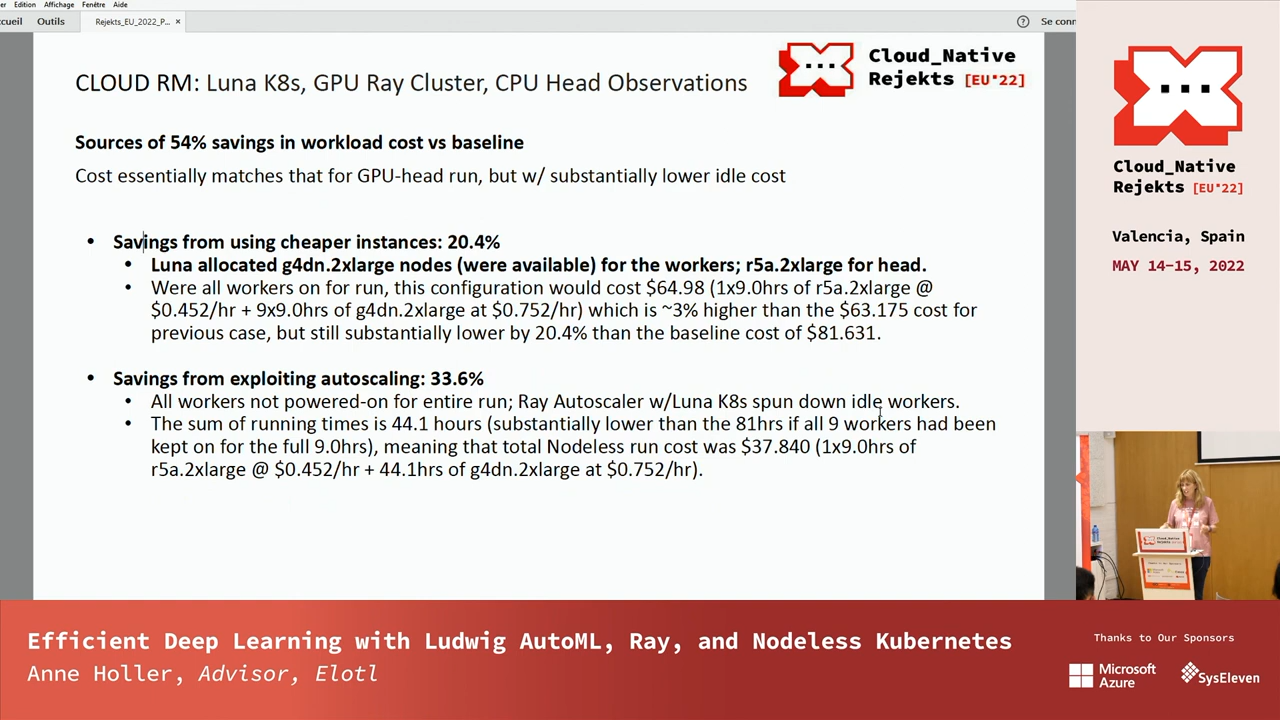 er Edition Affichage Fenêtre Aide
ccueil Outils Rejekts_EU_2022_P... × ? Se conn
CLOUD RM: Luna K8s, GPU Ray Cluster, CPU Head Observations
Cloud_Native
Rejekts [EU'22]
Sources of 54% savings in workload cost vs baseline
Cost essentially matches that for GPU-head run, but w/ substantially lower idle cost
• Savings from using cheaper instances: 20.4%
• Luna allocated g4dn.2xlarge nodes (were available) for the workers; r5a.2xlarge for head.
• Were all workers on for run, this configuration would cost $64.98 (1x9.0hrs of r5a.2xlarge @
$0.452/hr + 9x9.0hrs of g4dn.2xlarge at $0.752/hr) which is ~3% higher than the $63.175 cost for
previous case, but still substantially lower by 20.4% than the baseline cost of $81.631.
• Savings from exploiting autoscaling: 33.6%
• All workers not powered-on for entire run; Ray Autoscaler w/Luna K8s spun down idle workers.
• The sum of running times is 44.1 hours (substantially lower than the 81hrs if all 9 workers had been
kept on for the full 9.0hrs), meaning that total Nodeless run cost was $37.840 (1x9.0hrs of
r5a.2xlarge @ $0.452/hr + 44.1hrs of g4dn.2xlarge at $0.752/hr).
Cloud_Native
Rejekts [EU'22]
Valencia, Spain
MAY 14-15, 2022
Efficient Deep Learning with Ludwig AutoML, Ray, and Nodeless Kubernetes
Anne Holler, Advisor, Elotl
Thanks to Our Sponsors
Microsoft
Azure
SysEleven